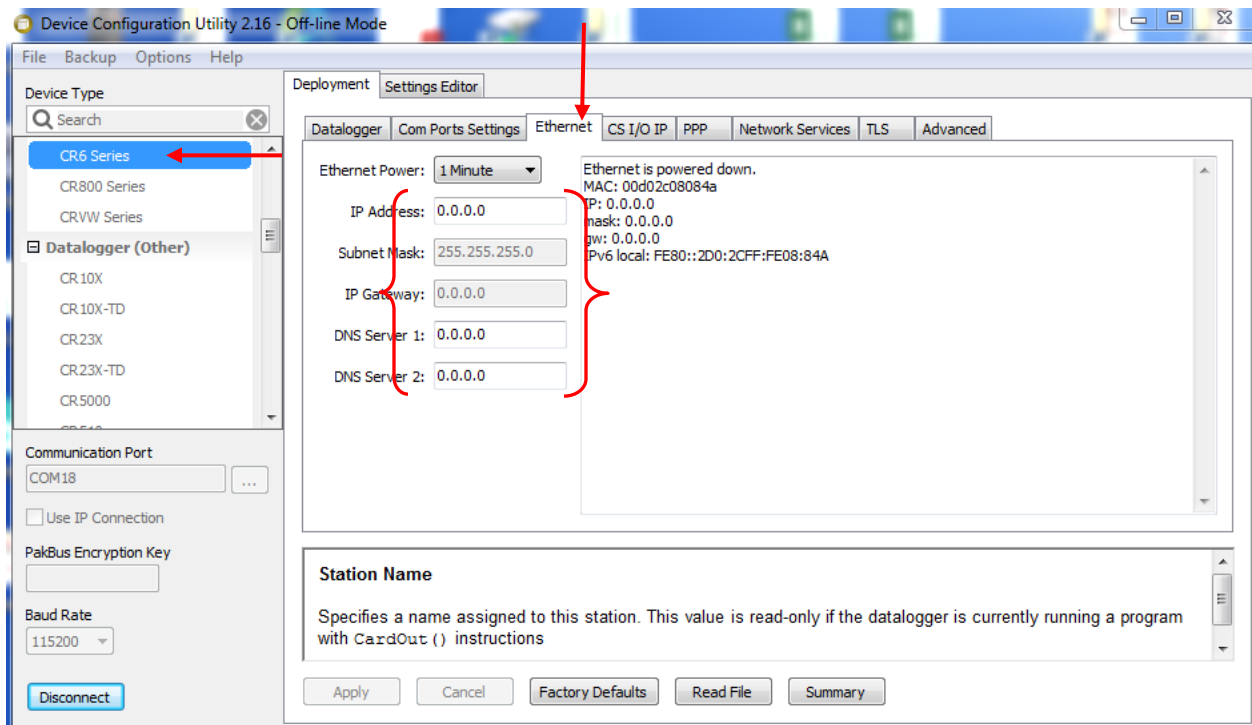 Device Configuration Utility 2.16 - Off-line Mode
File Backup Options Help
Device Type
Search
CR6 Series
CR800 Series
CRVW Series
Datalogger (Other)
CR10X
CR10X-TD
CR23X
CR23X-TD
CR5000
Communication Port
COM18
...
Use IP Connection
PakBus Encryption Key
Baud Rate
115200
Disconnect
Deployment Settings Editor
Datalogger Com Ports Settings Ethernet CS I/O IP PPP Network Services TLS Advanced
Ethernet Power: 1 Minute
IP Address: 0.0.0.0
Subnet Mask: 255.255.255.0
IP Gateway: 0.0.0.0
DNS Server 1: 0.0.0.0
DNS Server 2: 0.0.0.0
Ethernet is powered down.
MAC: 00d02c08084a
IP: 0.0.0.0
mask: 0.0.0.0
gw: 0.0.0.0
IPv6 local: FE80::2D0:2CFF:FE08:84A
Station Name
Specifies a name assigned to this station. This value is read-only if the datalogger is currently running a program
with CardOut() instructions
Apply Cancel Factory Defaults Read File Summary